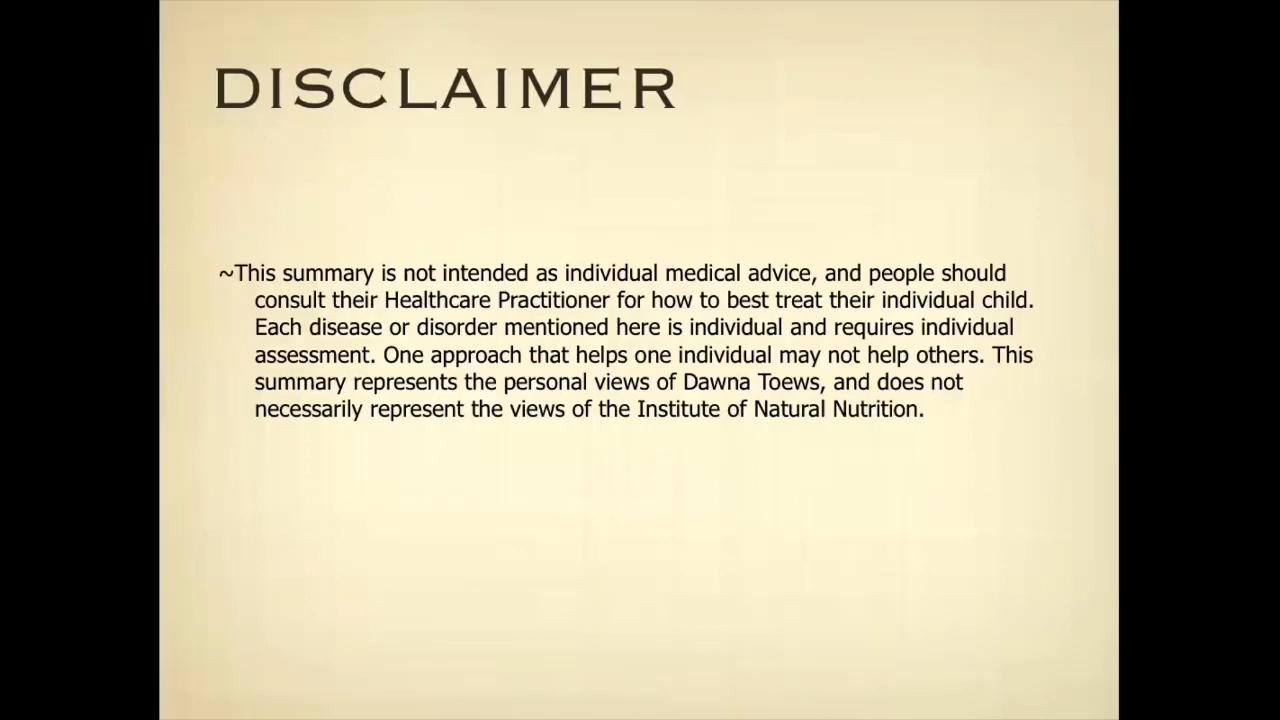 DISCLAIMER
~This summary is not intended as individual medical advice, and people should
consult their Healthcare Practitioner for how to best treat their individual child.
Each disease or disorder mentioned here is individual and requires individual
assessment. One approach that helps one individual may not help others. This
summary represents the personal views of Dawna Toews, and does not
necessarily represent the views of the Institute of Natural Nutrition.